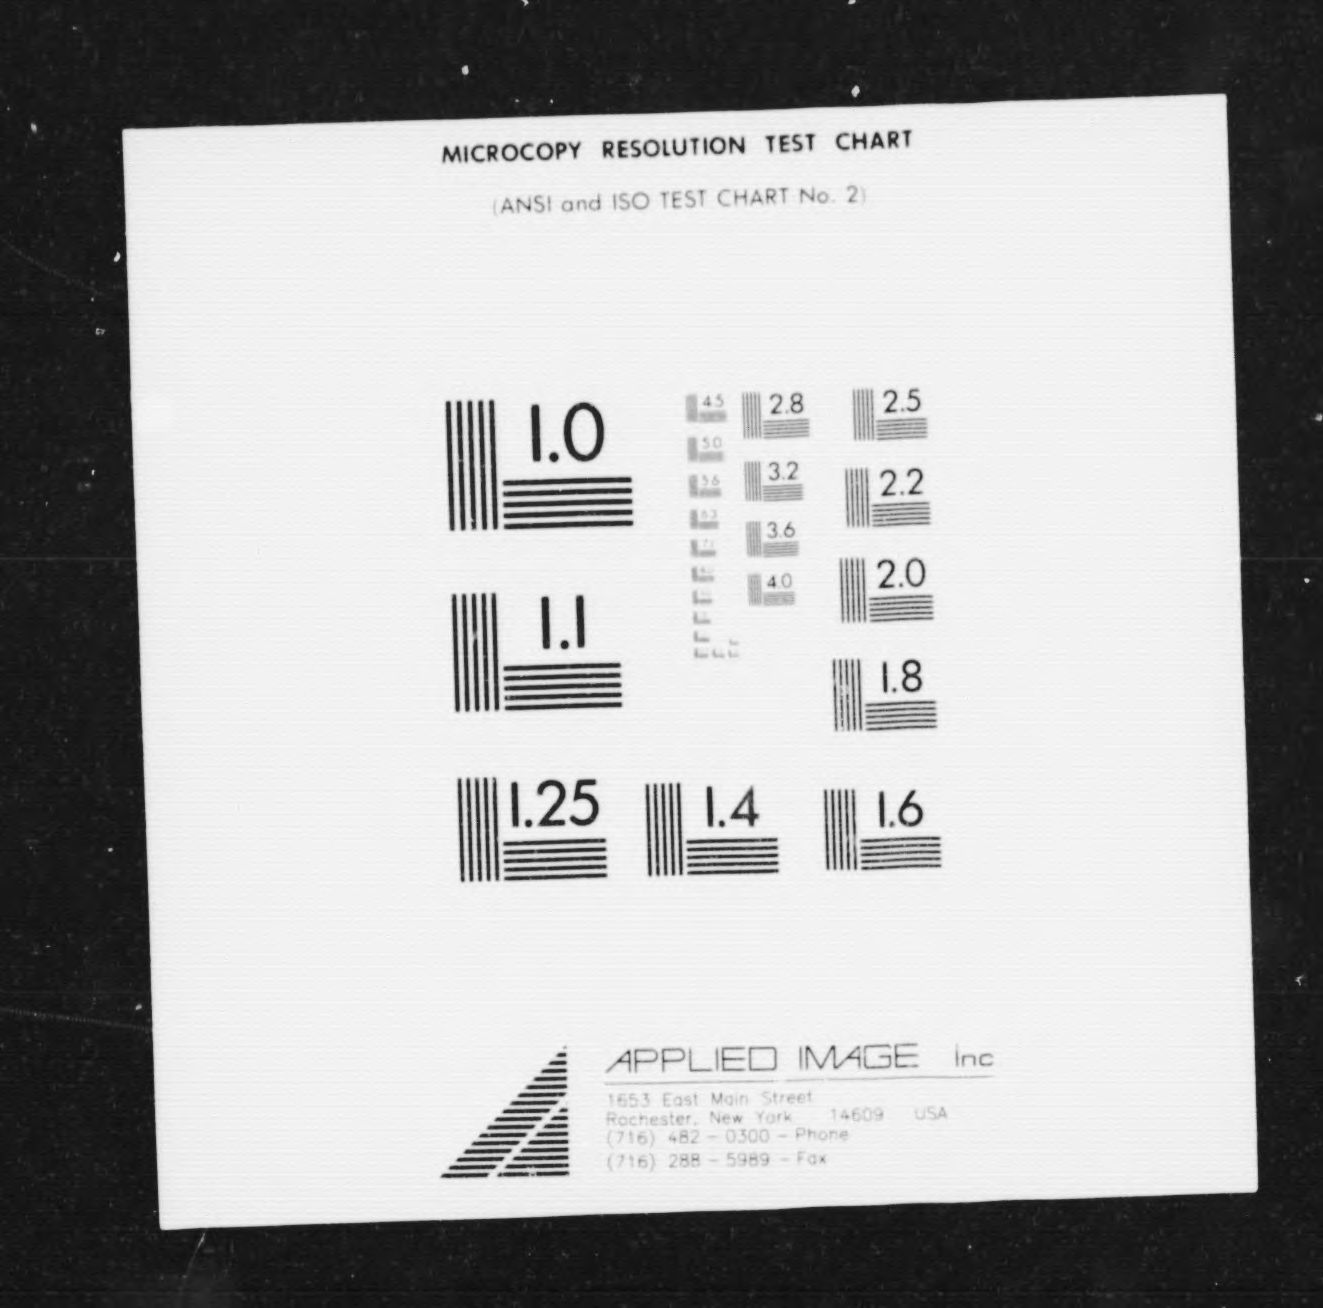 MICROCOPY RESOLUTION TEST CHART
(ANSI and ISO TEST CHART No. 2)
1.0
4.5
2.8
2.5
5.0
3.2
2.2
5.6
3.6
6.3
2.0
4.0
1.1
1.8
1.25
1.4
1.6
APPLIED IMAGE Inc
1653 East Main Street
Rochester, New York 14609 USA
(716) 482 - 0300 - Phone
(716) 288 - 5989 - Fax